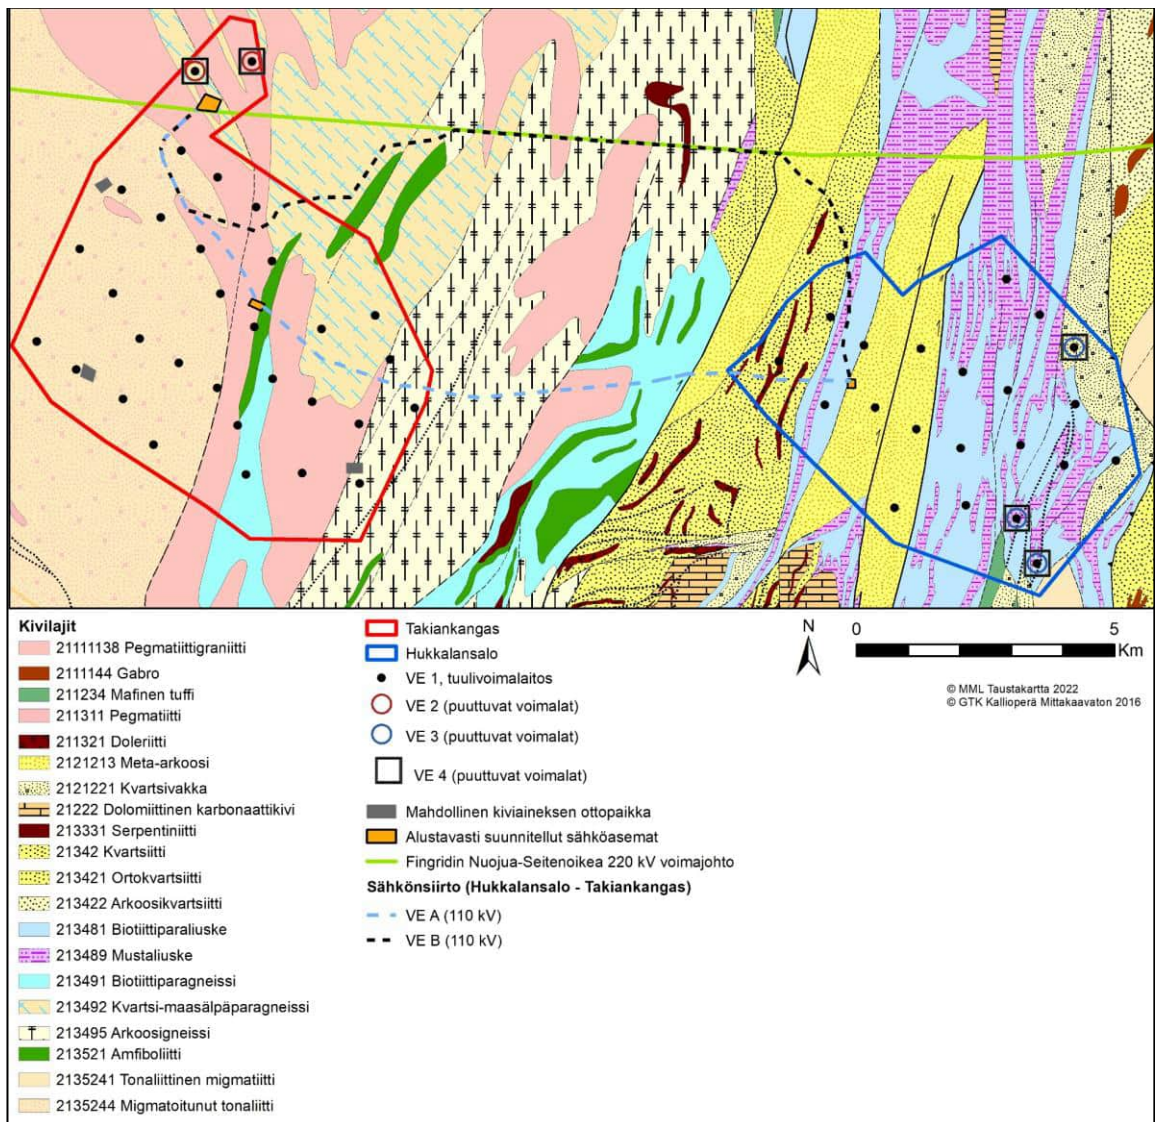 Kivilajit
21111138 Pegmatiittigraniitti
2111144 Gabro
211234 Mafinen tuffi
211311 Pegmatiitti
211321 Doleriitti
2121213 Meta-arkoosi
2121221 Kvartsivakka
21222 Dolomiittinen karbonaattikivi
213331 Serpentiniitti
21342 Kvartsiitti
213421 Ortokvartsiitti
213422 Arkoosikvartsiitti
213481 Biotiittiparaliuske
213489 Mustaliuske
213491 Biotiittiparagneissi
213492 Kvartsi-maasälpäparagneissi
213495 Arkoosigneissi
213521 Amfiboliitti
2135241 Tonaliittinen migmatiitti
2135244 Migmatoitunut tonaliitti
Takiankangas
Hukkalansalo
VE 1, tuulivoimalaitos
VE 2 (puuttuvat voimalat)
VE 3 (puuttuvat voimalat)
VE 4 (puuttuvat voimalat)
Mahdollinen kiviaineksen ottopaikka
Alustavasti suunnitellut sähköasemat
Fingridin Nuojua-Seitenoikea 220 kV voimajohto
Sähkönsiirto (Hukkalansalo - Takiankangas)
VE A (110 kV)
VE B (110 kV)
N
0 5
Km
© MML Taustakartta 2022
© GTK Kallioperä Mittakaavaton 2016